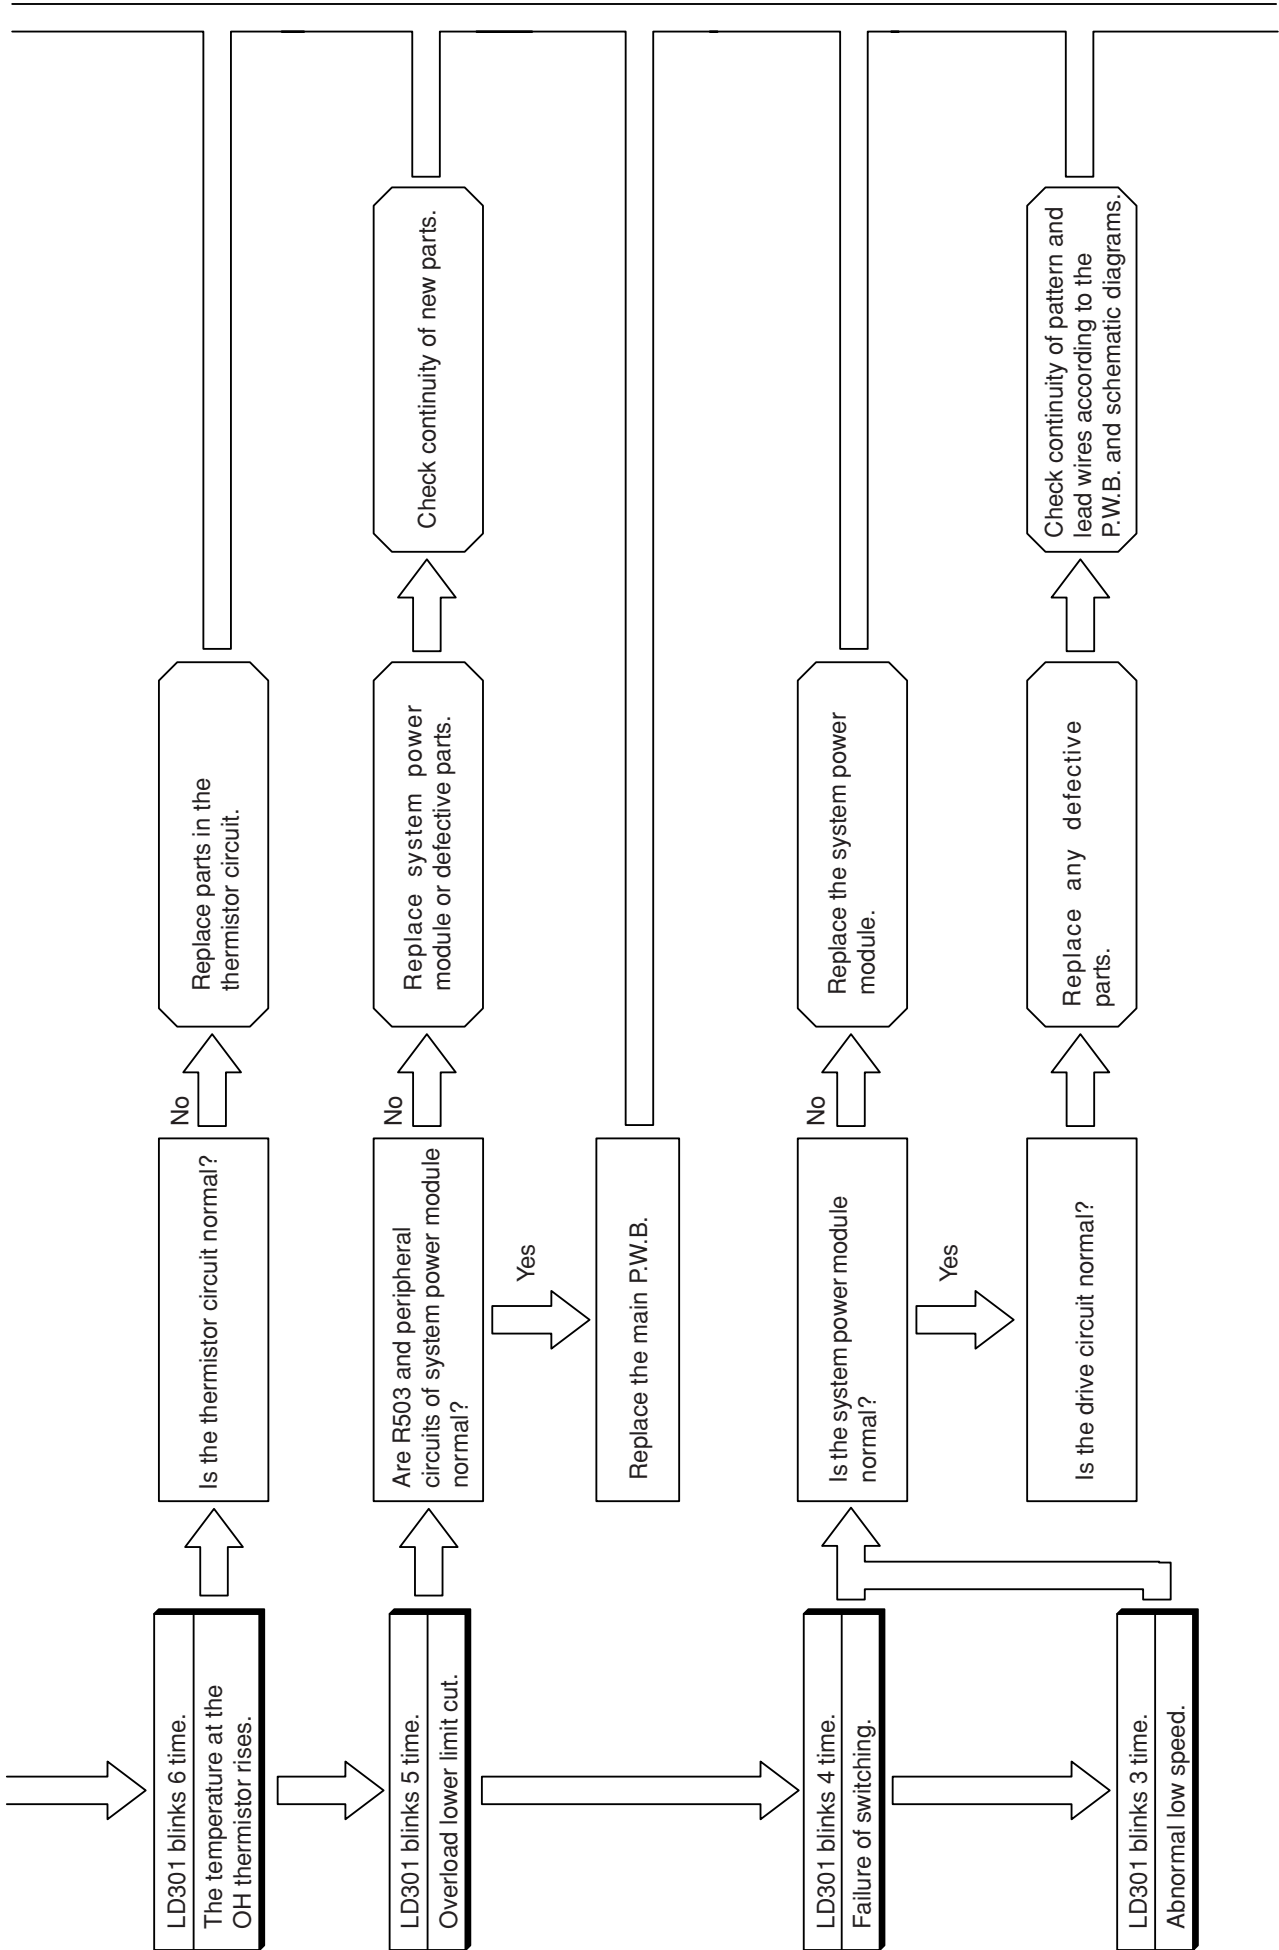 LD301 blinks 6 time.
The temperature at the
OH thermistor rises.
Is the thermistor circuit normal?
No
Replace parts in the
thermistor circuit.
LD301 blinks 5 time.
Overload lower limit cut.
Are R503 and peripheral
circuits of system power module
normal?
No
Replace system power
module or defective parts.
Check continuity of new parts.
Yes
Replace the main P.W.B.
LD301 blinks 4 time.
Failure of switching.
Is the system power module
normal?
No
Replace the system power
module.
Yes
LD301 blinks 3 time.
Abnormal low speed.
Is the drive circuit normal?
Replace any defective
parts.
Check continuity of pattern and
lead wires according to the
P.W.B. and schematic diagrams.